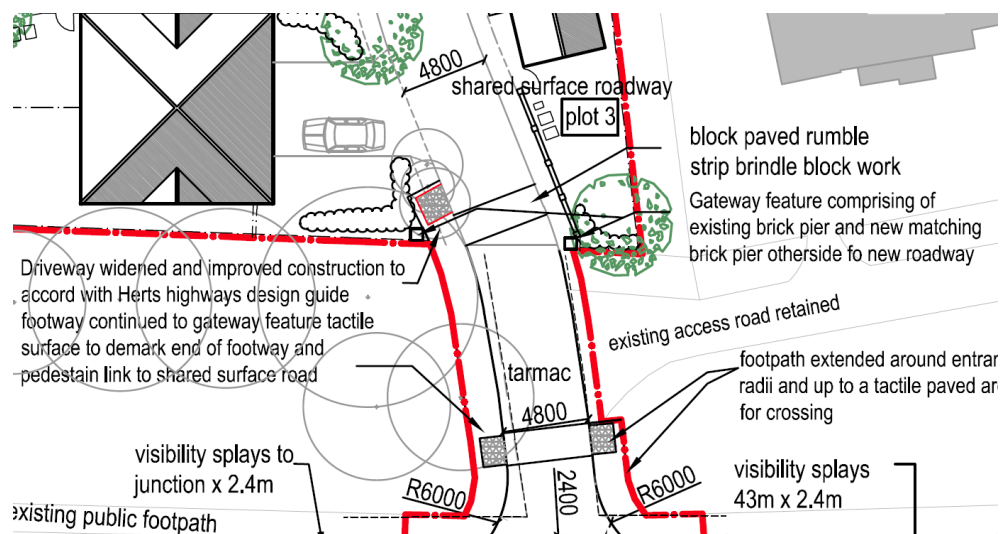 4800
shared surface roadway
plot 3
block paved rumble
strip brindle block work
Gateway feature comprising of
existing brick pier and new matching
brick pier otherside fo new roadway
Driveway widened and improved construction to
accord with Herts highways design guide
footway continued to gateway feature tactile
surface to demark end of footway and
pedestain link to shared surface road
existing access road retained
tarmac
footpath extended around entran
radii and up to a tactile paved ar
for crossing
4800
visibility splays to
junction x 2.4m
R6000
2400
R6000
visibility splays
43m x 2.4m
existing public footpath